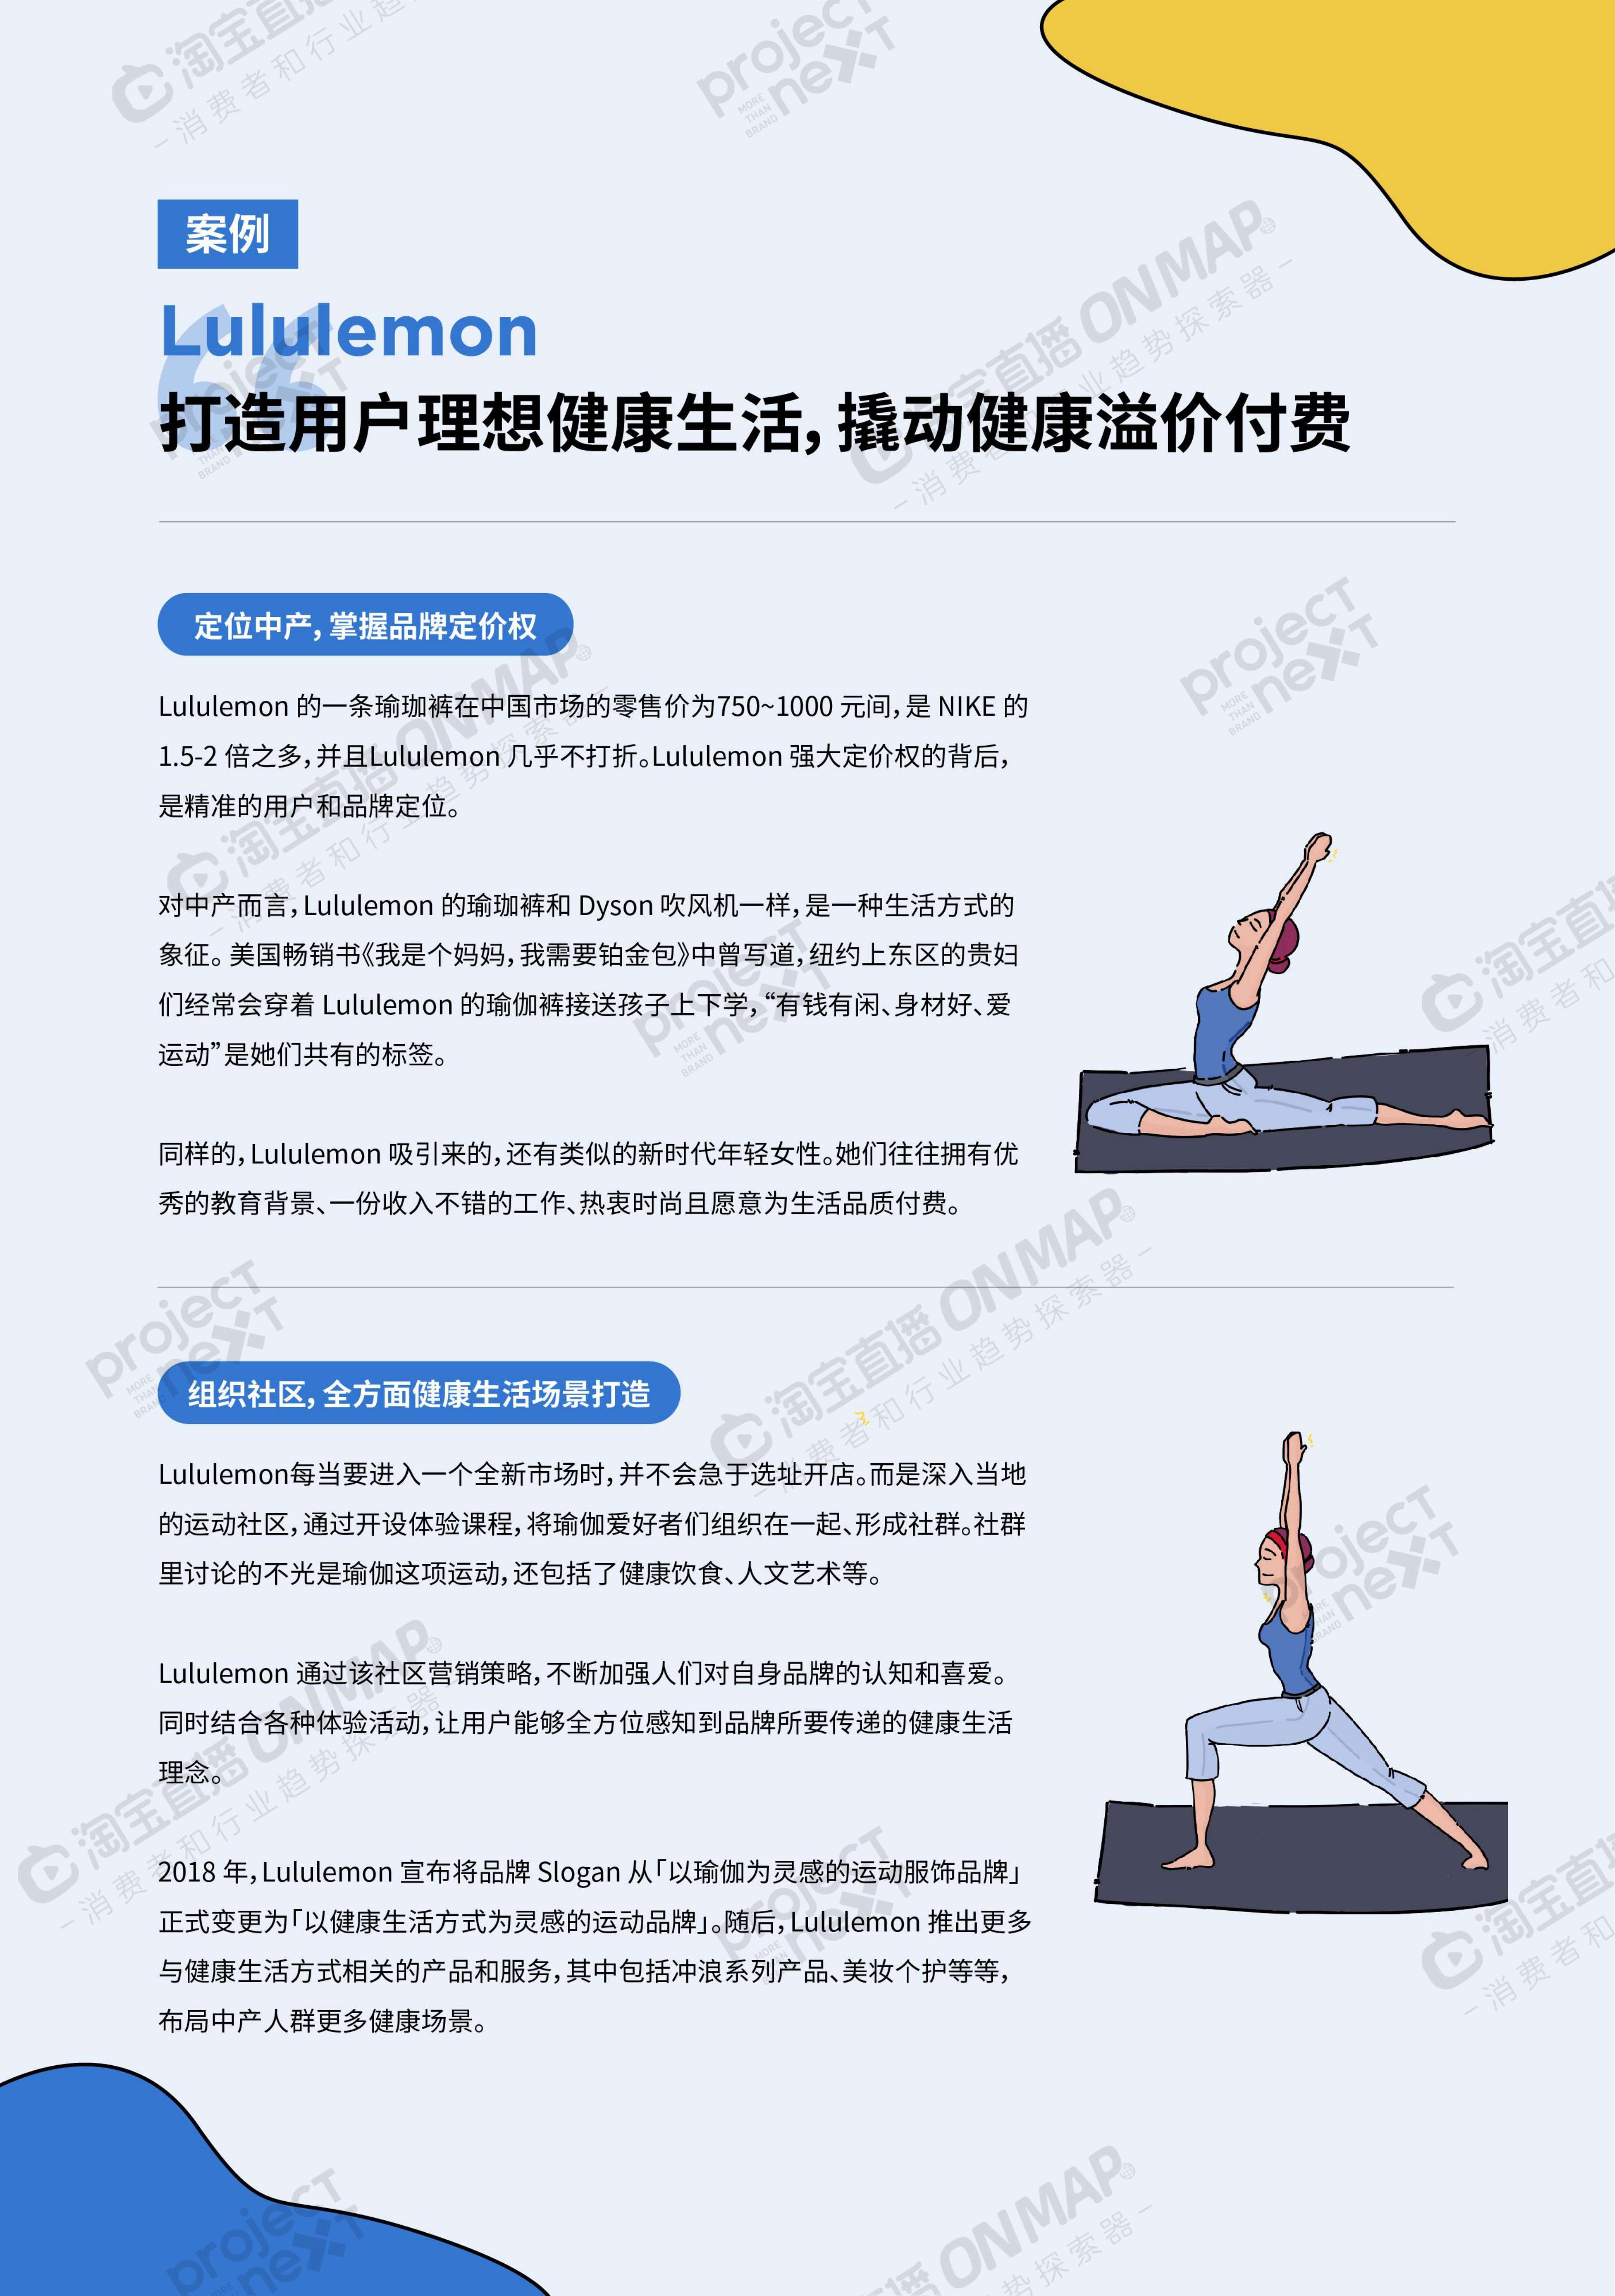 案例
Lululemon
打造用户理想健康生活，撬动健康溢价付费
定位中产，掌握品牌定价权
Lululemon 的一条瑜珈裤在中国市场的零售价为750~1000 元间，是 NIKE 的
1.5-2 倍之多，并且Lululemon 几乎不打折。Lululemon 强大定价权的背后，
是精准的用户和品牌定位。
对中产而言，Lululemon 的瑜珈裤和 Dyson 吹风机一样，是一种生活方式的
象征。美国畅销书《我是个妈妈，我需要铂金包》中曾写道，纽约上东区的贵妇
们经常会穿着 Lululemon 的瑜伽裤接送孩子上下学，“有钱有闲、身材好、爱
运动”是她们共有的标签。
同样的，Lululemon 吸引来的，还有类似的新时代年轻女性。她们往往拥有优
秀的教育背景、一份收入不错的工作、热衷时尚且愿意为生活品质付费。
组织社区，全方面健康生活场景打造
Lululemon每当要进入一个全新市场时，并不会急于选址开店。而是深入当地
的运动社区，通过开设体验课程，将瑜伽爱好者们组织在一起、形成社群。社群
里讨论的不光是瑜伽这项运动，还包括了健康饮食、人文艺术等。
Lululemon 通过该社区营销策略，不断加强人们对自身品牌的认知和喜爱。
同时结合各种体验活动，让用户能够全方位感知到品牌所要传递的健康生活
理念。
2018 年，Lululemon 宣布将品牌 Slogan 从「以瑜伽为灵感的运动服饰品牌」
正式变更为「以健康生活方式为灵感的运动品牌」。随后，Lululemon 推出更多
与健康生活方式相关的产品和服务，其中包括冲浪系列产品、美妆个护等等，
布局中产人群更多健康场景。
淘宝直播 ONMAP
－消费者和行业趋势探索器－
project
neXT
MORE
THAN
BRAND